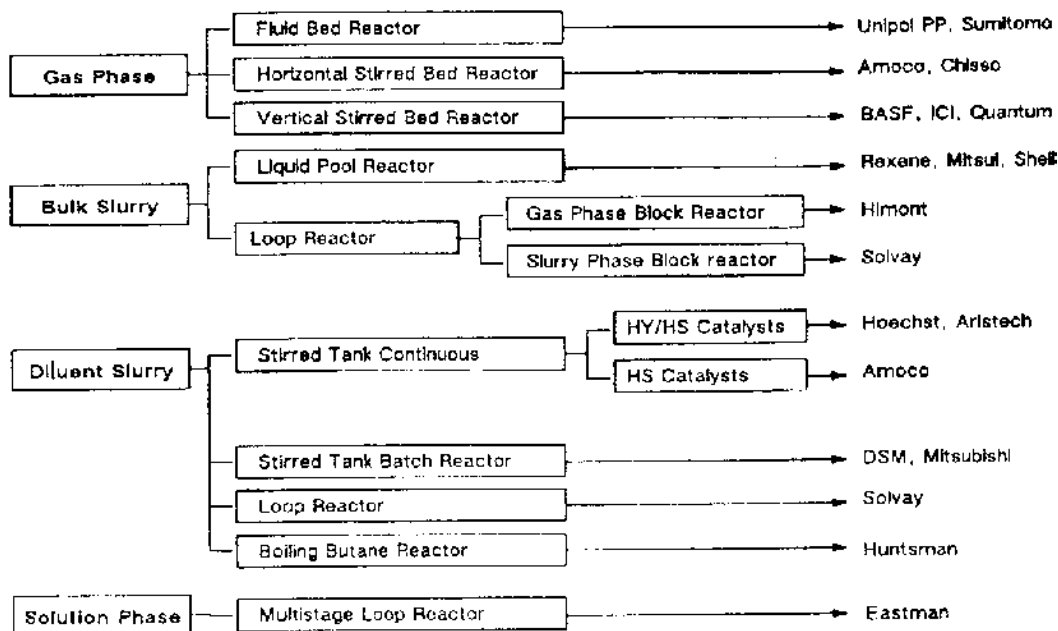 Fluid Bed Reactor
Unipol PP, Sumitomo
Gas Phase
Horizontal Stirred Bed Reactor
Amoco, Chisso
Vertical Stirred Bed Reactor
BASF, ICI, Quantum
Liquid Pool Reactor
Rexene, Mitsui, Shell
Bulk Slurry
Gas Phase Block Reactor
Himont
Loop Reactor
Slurry Phase Block reactor
Solvay
HY/HS Catalysts
Hoechst, Aristech
Stirred Tank Continuous
Diluent Slurry
HS Catalysts
Amoco
Stirred Tank Batch Reactor
DSM, Mitsubishi
Loop Reactor
Solvay
Boiling Butane Reactor
Huntsman
Solution Phase
Multistage Loop Reactor
Eastman